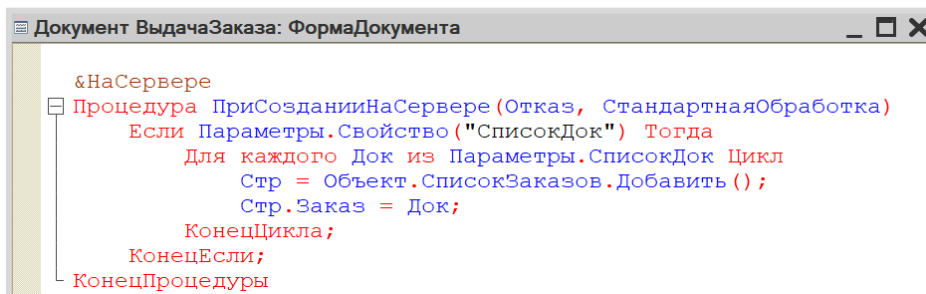 Документ ВыдачаЗаказа: ФормаДокумента
&НаСервере
Процедура ПриСозданииНаСервере(Отказ, СтандартнаяОбработка)
Если Параметры.Свойство("СписокДок") Тогда
Для каждого Док из Параметры.СписокДок Цикл
Стр = Объект.СписокЗаказов.Добавить();
Стр.Заказ = Док;
КонецЦикла;
КонецЕсли;
КонецПроцедуры